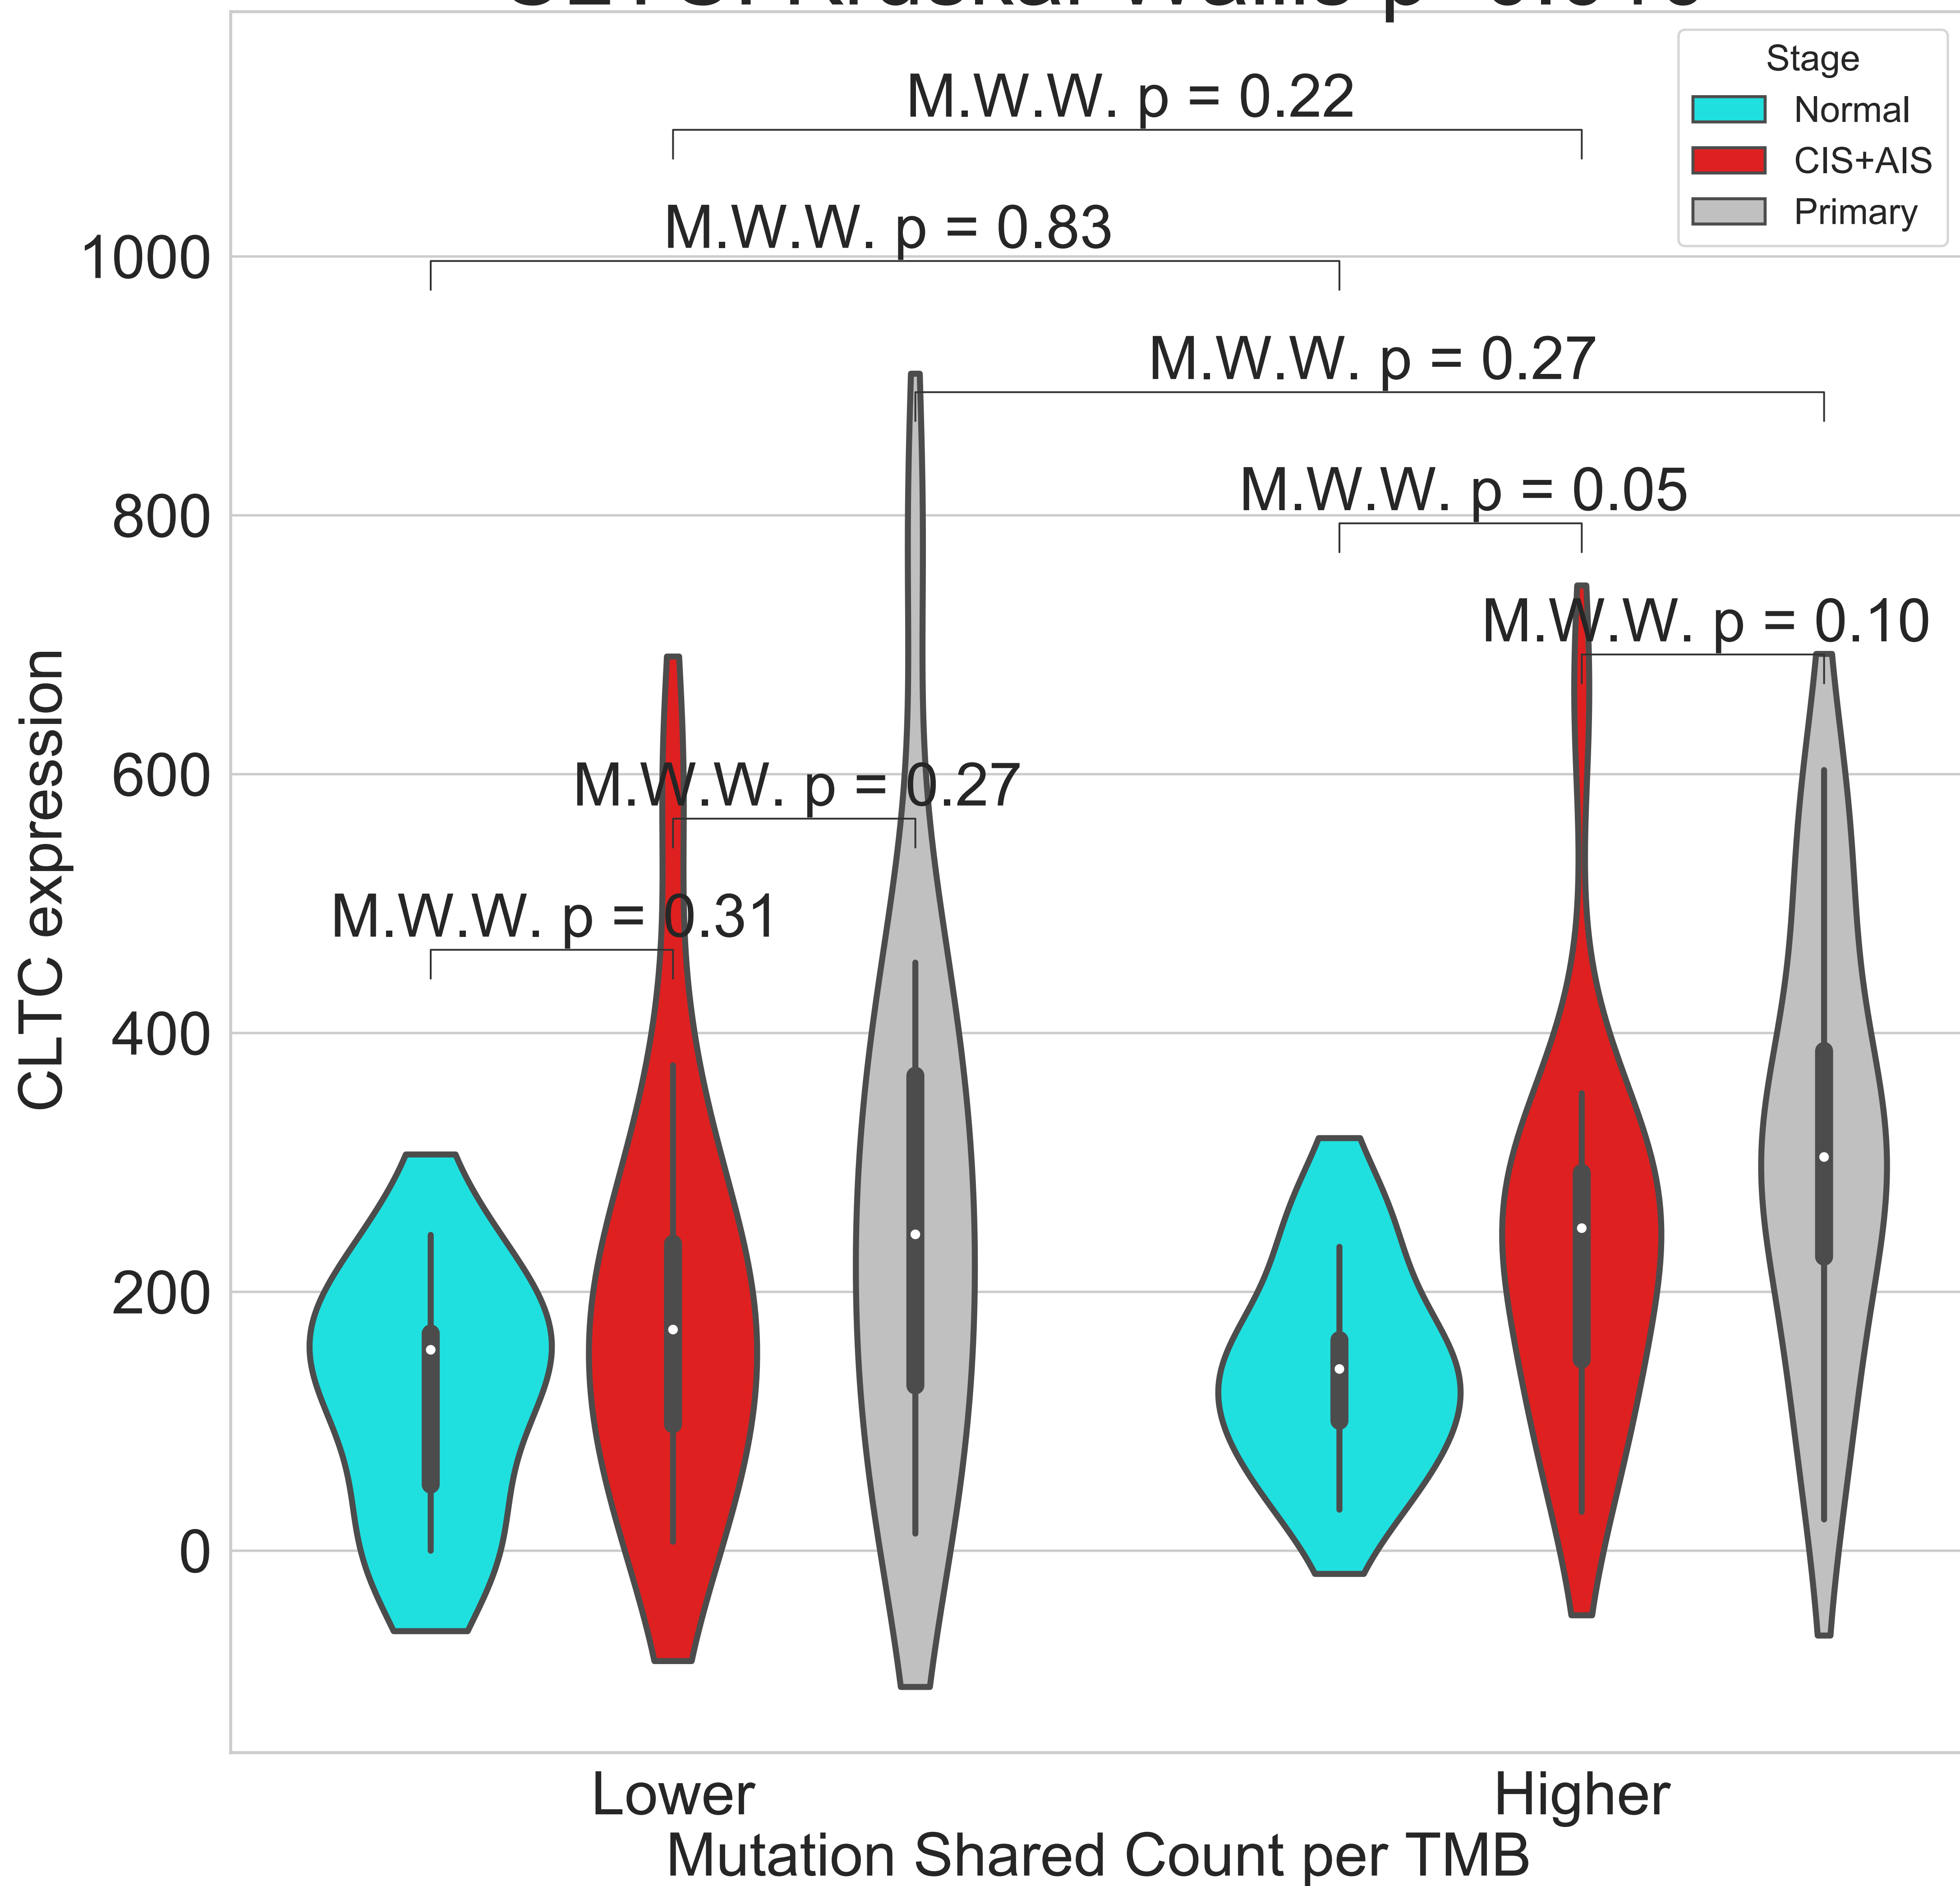 M.W.W. p = 0.22
M.W.W. p = 0.83
M.W.W. p = 0.27
M.W.W. p = 0.05
M.W.W. p = 0.10
M.W.W. p = 0.27
M.W.W. p = 0.31
Stage
Normal
CIS+AIS
Primary
1000
800
600
400
200
0
CLTC expression
Lower
Higher
Mutation Shared Count per TMB